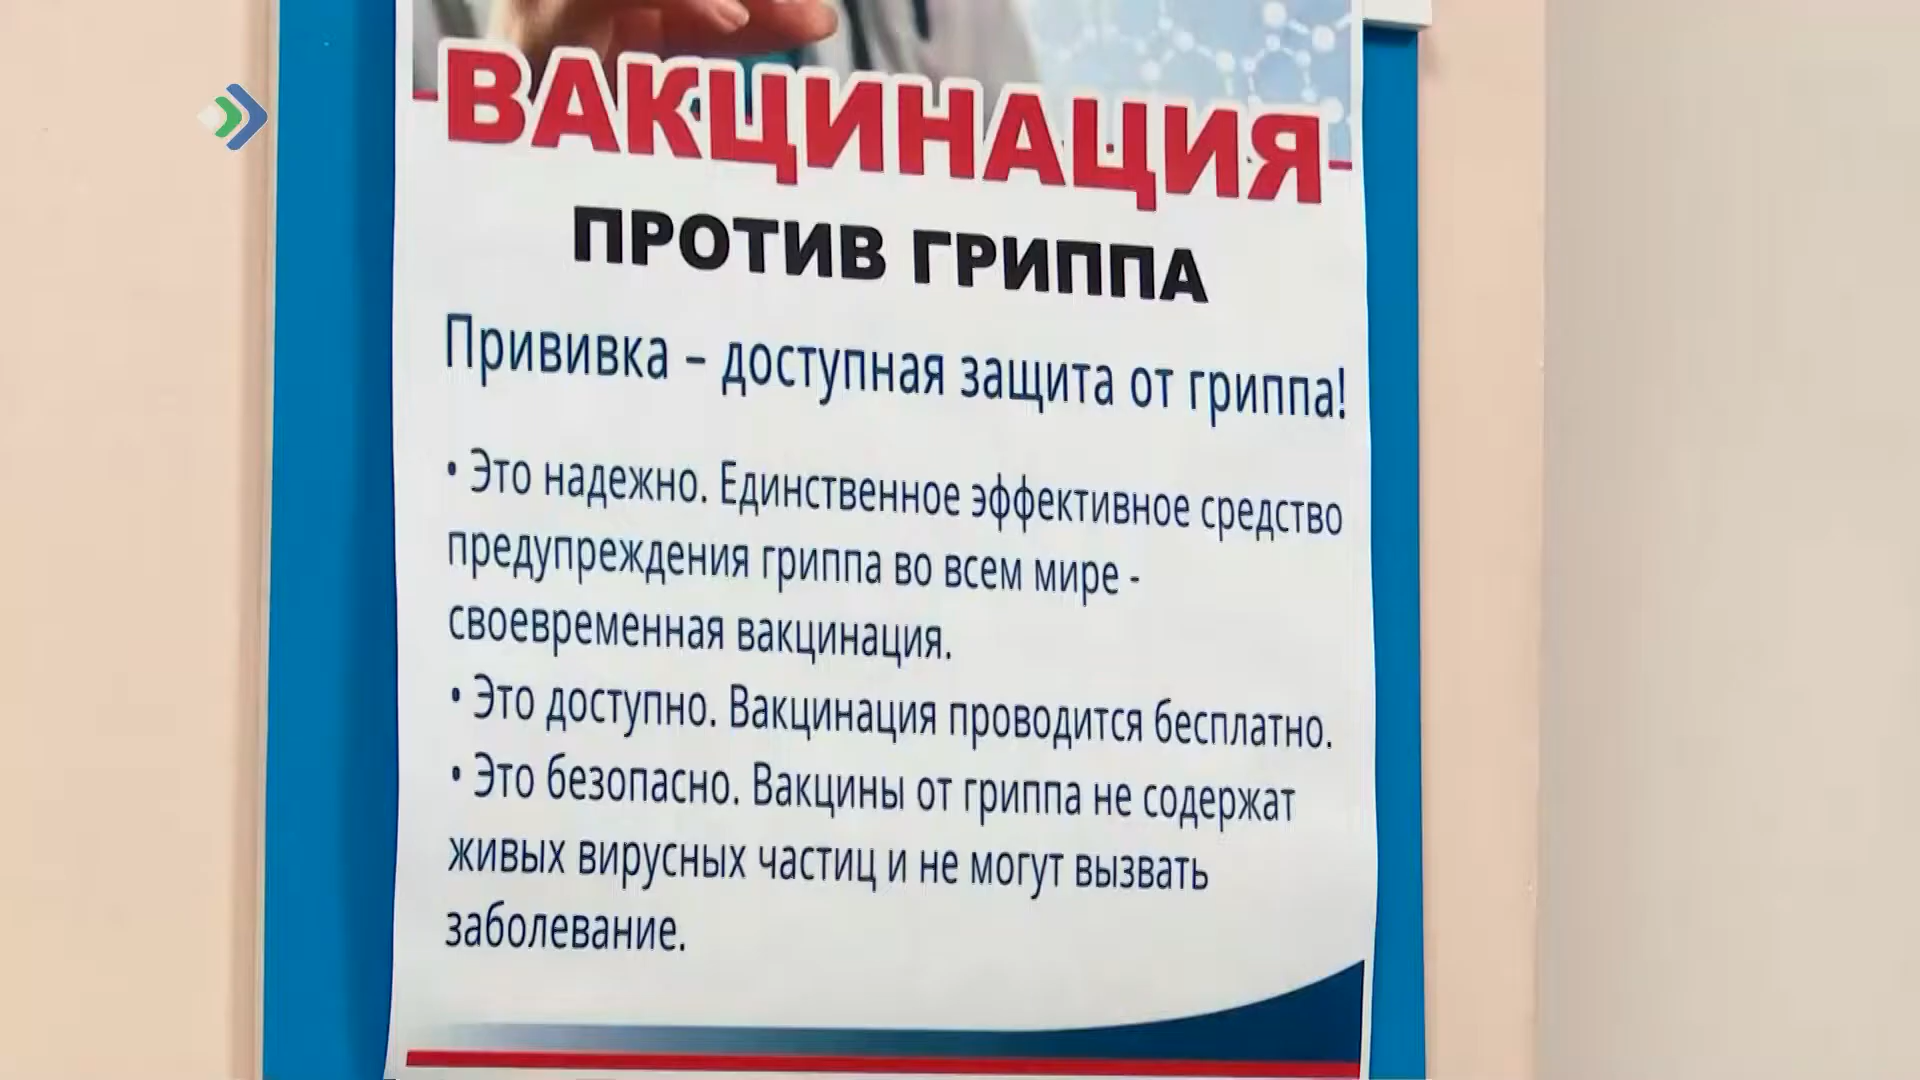 ВАКЦИНАЦИЯ
ПРОТИВ ГРИППА
Прививка – доступная защита от гриппа!
• Это надежно. Единственное эффективное средство
предупреждения гриппа во всем мире -
своевременная вакцинация.
• Это доступно. Вакцинация проводится бесплатно.
• Это безопасно. Вакцины от гриппа не содержат
живых вирусных частиц и не могут вызвать
заболевание.